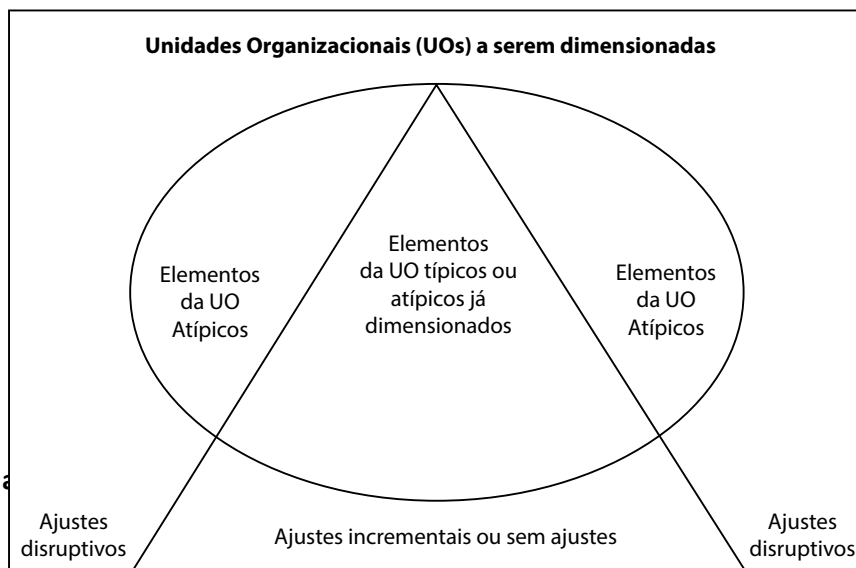 Unidades Organizacionais (UOs) a serem dimensionadas
Elementos
da UO
Atípicos
Elementos
da UO típicos ou
atípicos já
dimensionados
Elementos
da UO
Atípicos
Ajustes
disruptivos
Ajustes incrementais ou sem ajustes
Ajustes
disruptivos